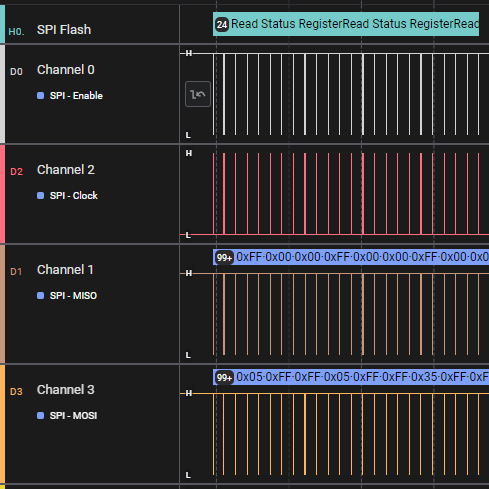 H0. SPI Flash 24 Read Status RegisterRead Status RegisterRead
H
D0 Channel 0
SPI - Enable
L
D2 Channel 2 H
SPI - Clock
L
99+ 0xFF·0x00·0x00·0xFF·0x00·0x00·0xFF·0x00·0x0
D1 Channel 1 H
SPI - MISO
L
99+ 0x05·0xFF·0xFF·0x05·0xFF·0xFF·0x35·0xFF·0xF
D3 Channel 3 H
SPI - MOSI
L